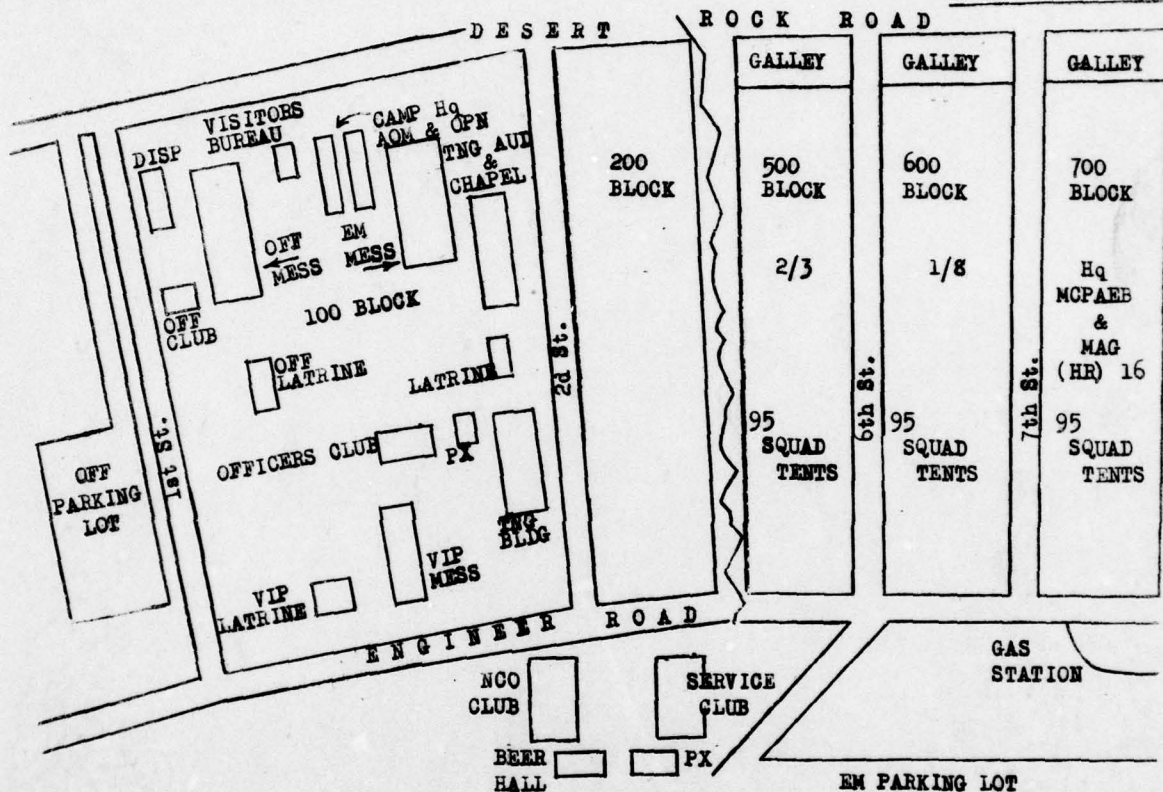 DESERT ROCK ROAD
GALLEY
GALLEY
GALLEY
VISITORS
BUREAU
CAMP Hq
AOM & OPN
TNG AUD
&
CHAPEL
DISP
200
BLOCK
500
BLOCK
600
BLOCK
700
BLOCK
OFF
MESS
EM
MESS
2/3
1/8
Hq
MCPAEB
&
MAG
(HR) 16
100 BLOCK
OFF
CLUB
OFF
LATRINE
LATRINE
1st St.
2d St.
6th St.
7th St.
95
SQUAD
TENTS
95
SQUAD
TENTS
95
SQUAD
TENTS
OFF
PARKING
LOT
OFFICERS CLUB
PX
TNG
BLDG
VIP
MESS
VIP
LATRINE
ENGINEER ROAD
GAS
STATION
NCO
CLUB
SERVICE
CLUB
BEER
HALL
PX
EM PARKING LOT